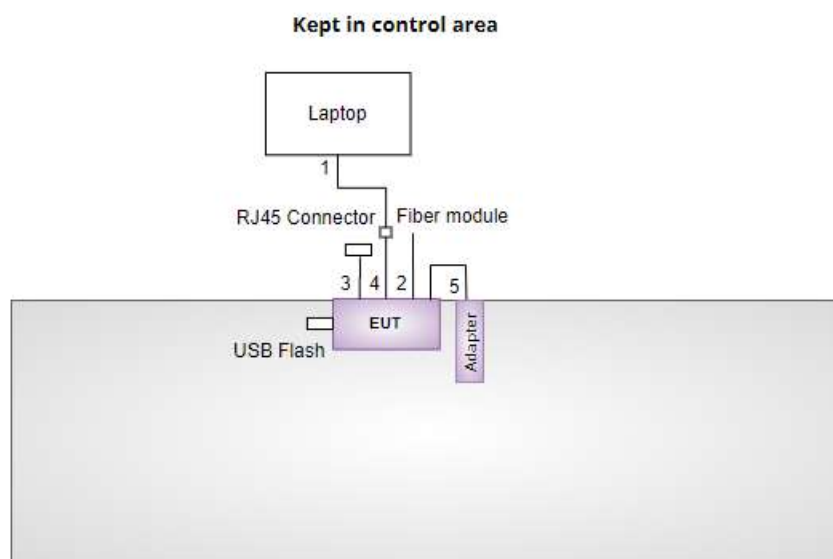 Kept in control area
Laptop
1
RJ45 Connector
Fiber module
3
4
2
5
EUT
USB Flash
Adapter